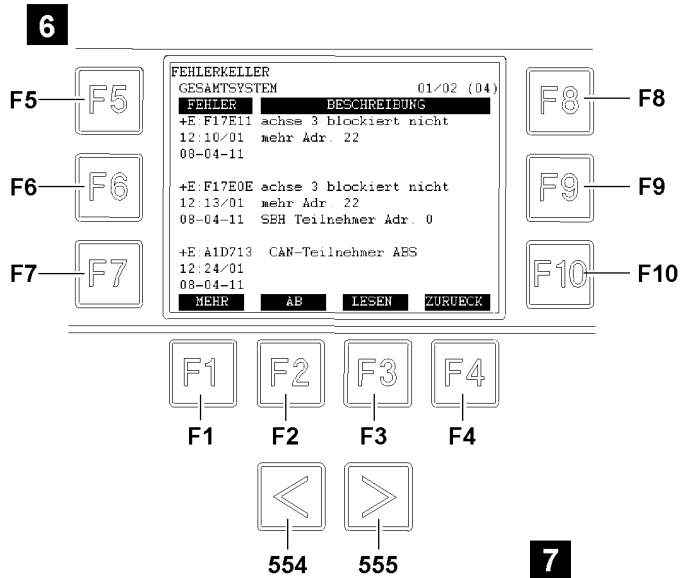 6
FEHLERKELLER
GESAMTSYSTEM 01/02 (04)
FEHLER BESCHREIBUNG
+E:F17E11 achse 3 blockiert nicht
12:10/01 mehr Adr. 22
08-04-11
+E:F17E0E achse 3 blockiert nicht
12:13/01 mehr Adr. 22
08-04-11 SBH Teilnehmer Adr. 0
+E:A1D713 CAN-Teilnehmer ABS
12:24/01
08-04-11
MEHR AB LESEN ZURUECK
F5 F5
F6 F6
F7 F7
F8 F8
F9 F9
F10 F10
F1 F2 F3 F4
F1 F2 F3 F4
< >
554 555
7